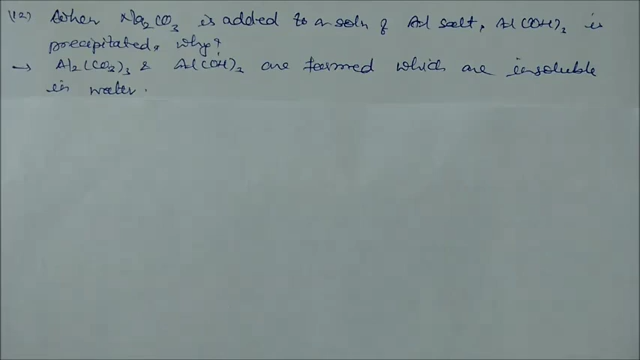 (12) When Na2CO3 is added to a soln of Al salt, Al(OH)3 is
precipitated, why?
→ Al2(CO3)3 & Al(OH)3 are formed which are insoluble
in water.